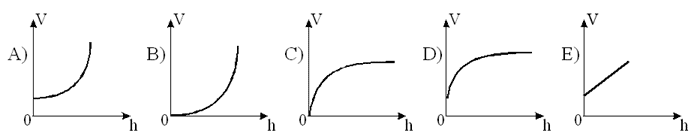 A) V 0 h
B) V 0 h
C) V 0 h
D) V 0 h
E) V 0 h